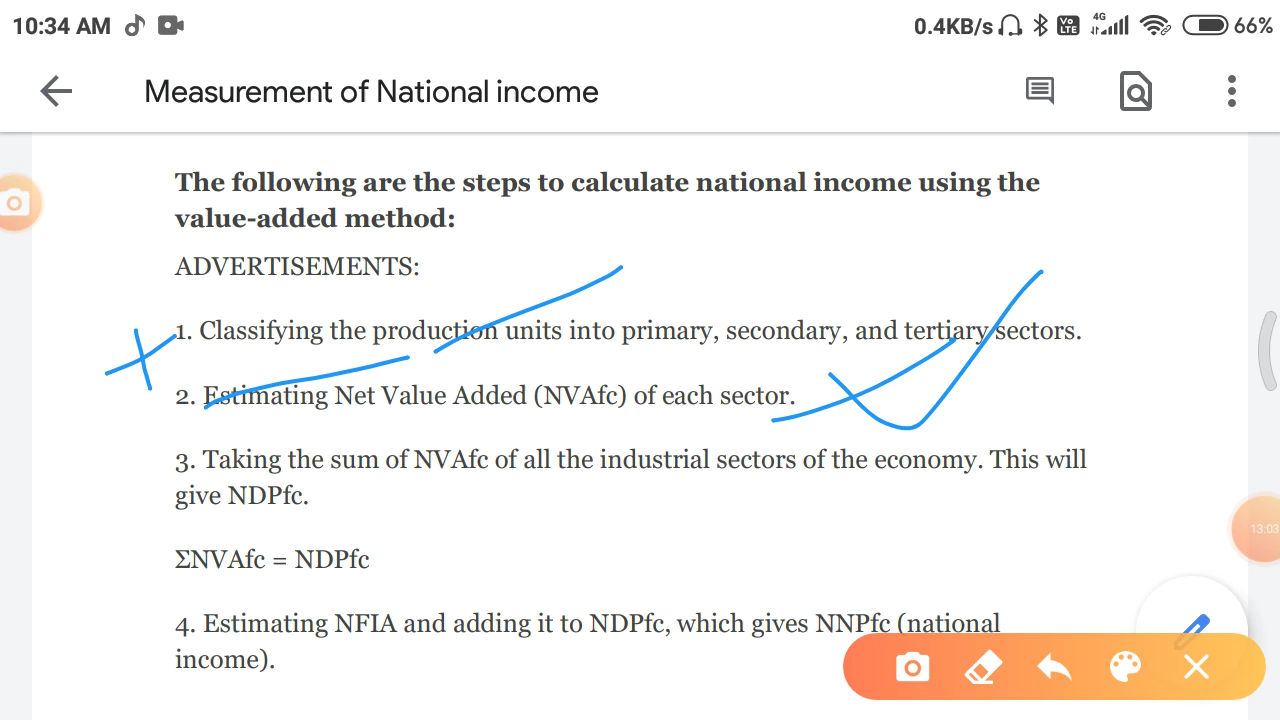 10:34 AM
0.4KB/s
Vo
LTE
4G
66%
Measurement of National income
The following are the steps to calculate national income using the
value-added method:
ADVERTISEMENTS:
1. Classifying the production units into primary, secondary, and tertiary sectors.
2. Estimating Net Value Added (NVAfc) of each sector.
3. Taking the sum of NVAfc of all the industrial sectors of the economy. This will
give NDPfc.
13:03
ΣNVAfc = NDPfc
4. Estimating NFIA and adding it to NDPfc, which gives NNPfc (national
income).